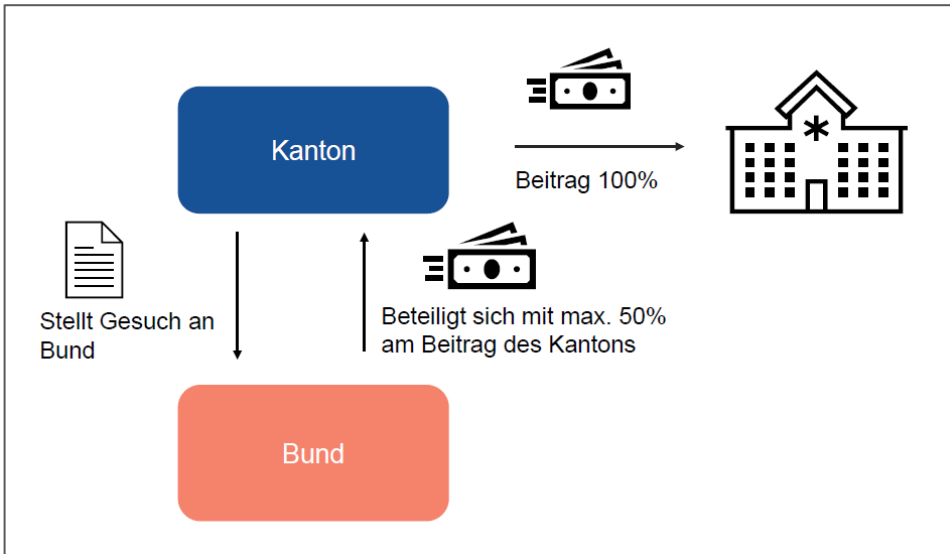 Kanton
Beitrag 100%
Stellt Gesuch an
Bund
Beteiligt sich mit max. 50%
am Beitrag des Kantons
Bund